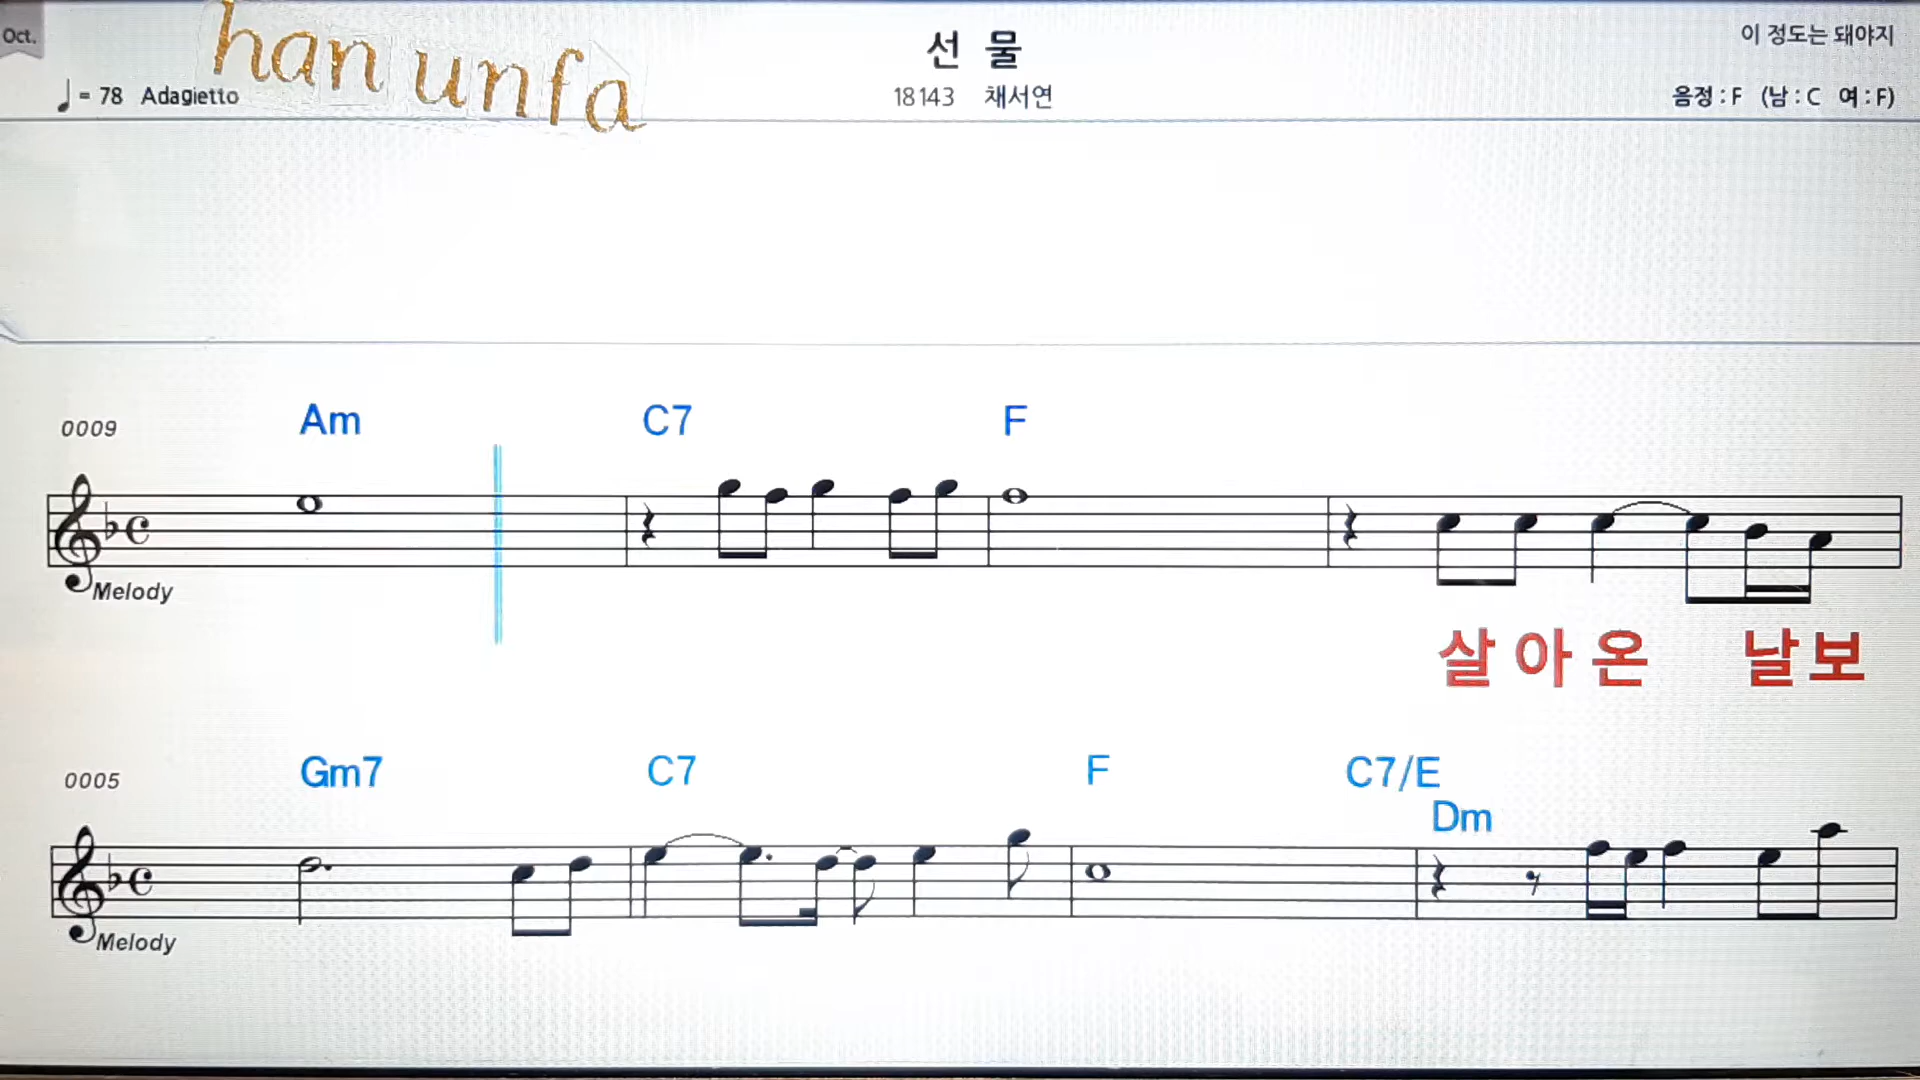 Oct.
han unfa
선 물
이 정도는 돼야지
= 78 Adagietto
18143 채서연
음정 : F (남 : C 여 : F)
0009 Am C7 F
Melody
살 아 온 날 보
0005 Gm7 C7 F C7/E
Dm
Melody